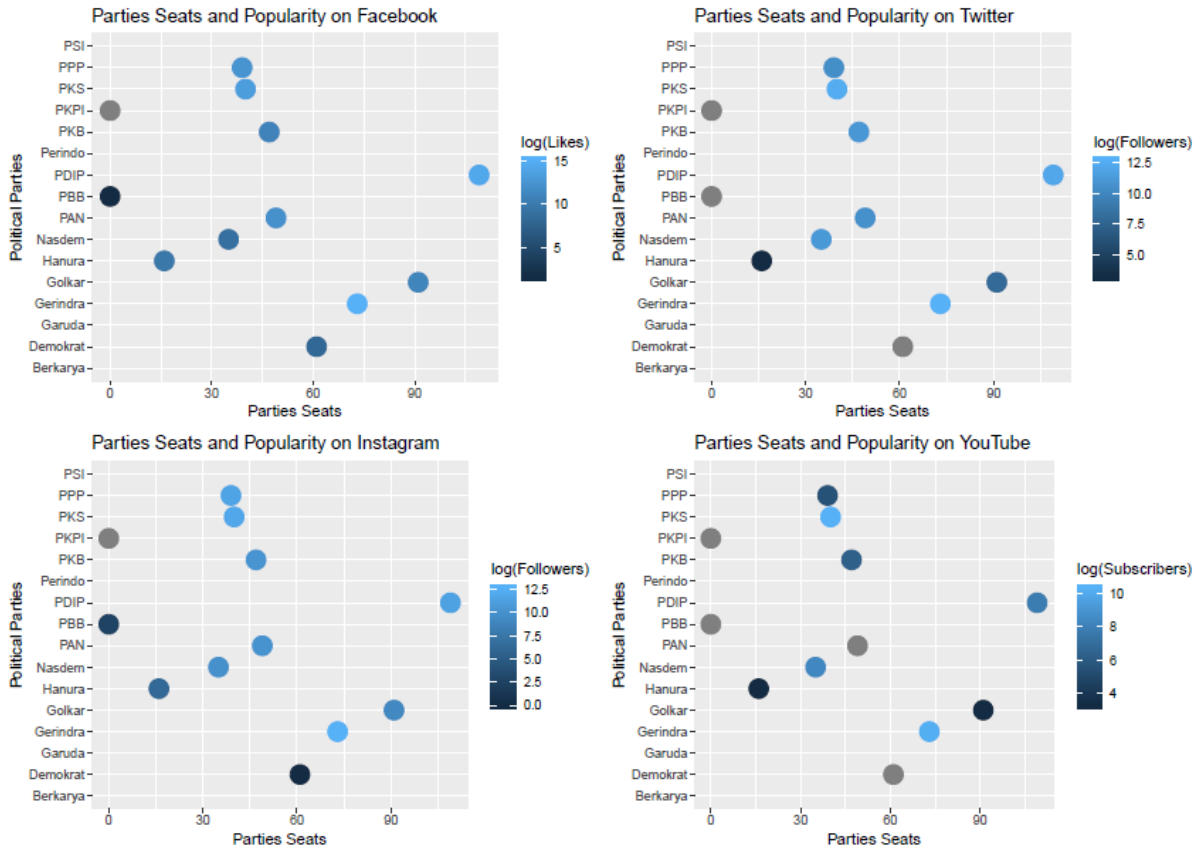 Parties Seats and Popularity on Facebook
Political Parties
PSI
PPP
PKS
PKPI
PKB
Perindo
PDIP
PBB
PAN
Nasdem
Hanura
Golkar
Gerindra
Garuda
Demokrat
Berkarya
0 30 60 90
Parties Seats
log(Likes)
15
10
5
Parties Seats and Popularity on Twitter
Political Parties
PSI
PPP
PKS
PKPI
PKB
Perindo
PDIP
PBB
PAN
Nasdem
Hanura
Golkar
Gerindra
Garuda
Demokrat
Berkarya
0 30 60 90
Parties Seats
log(Followers)
12.5
10.0
7.5
5.0
Parties Seats and Popularity on Instagram
Political Parties
PSI
PPP
PKS
PKPI
PKB
Perindo
PDIP
PBB
PAN
Nasdem
Hanura
Golkar
Gerindra
Garuda
Demokrat
Berkarya
0 30 60 90
Parties Seats
log(Followers)
12.5
10.0
7.5
5.0
2.5
0.0
Parties Seats and Popularity on YouTube
Political Parties
PSI
PPP
PKS
PKPI
PKB
Perindo
PDIP
PBB
PAN
Nasdem
Hanura
Golkar
Gerindra
Garuda
Demokrat
Berkarya
0 30 60 90
Parties Seats
log(Subscribers)
10
8
6
4